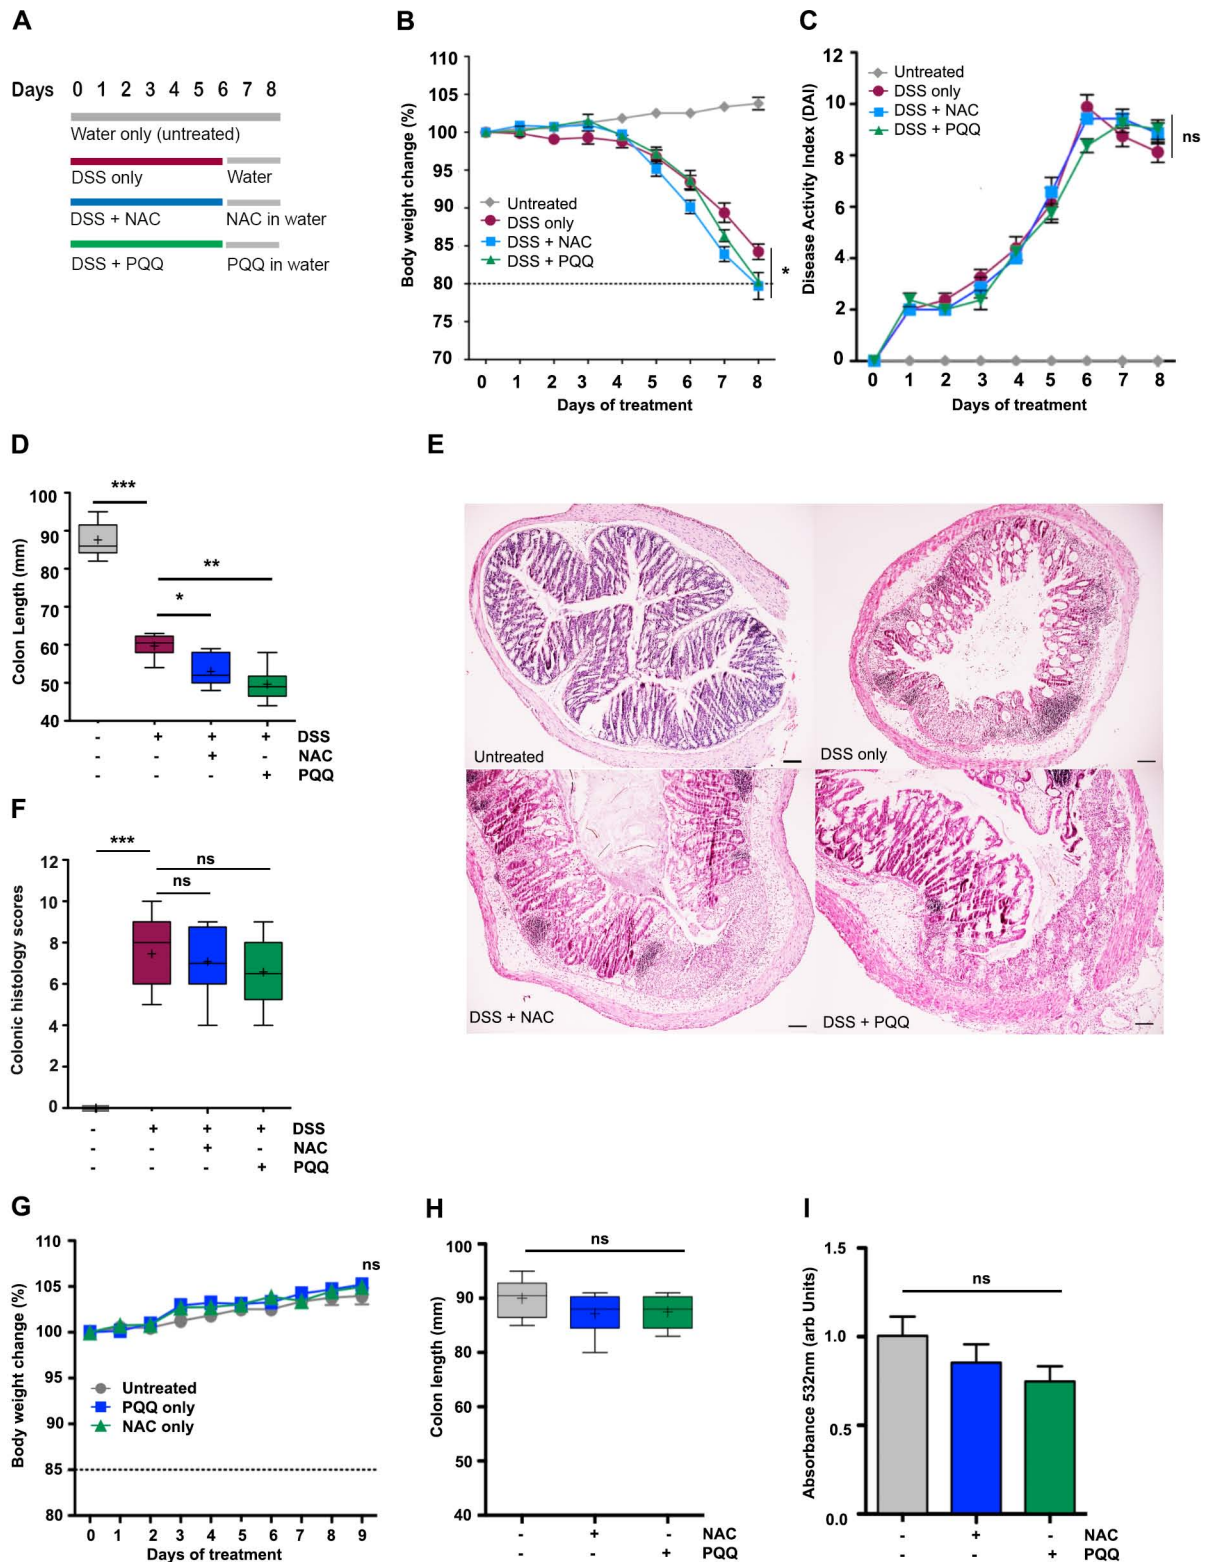 A
Days 0 1 2 3 4 5 6 7 8
Water only (untreated)
DSS only Water
DSS + NAC NAC in water
DSS + PQQ PQQ in water
B
Body weight change (%)
110
105
100
95
90
85
80
75
70
Untreated
DSS only
DSS + NAC
DSS + PQQ
*
0 1 2 3 4 5 6 7 8
Days of treatment
C
Disease Activity Index (DAI)
12
10
8
6
4
2
0
Untreated
DSS only
DSS + NAC
DSS + PQQ
ns
0 1 2 3 4 5 6 7 8
Days of treatment
D
Colon Length (mm)
100
90
80
70
60
50
40
***
**
*
- + + + DSS
- - + - NAC
- - - + PQQ
E
Untreated
DSS only
DSS + NAC
DSS + PQQ
F
Colonic histology scores
12
10
8
6
4
2
0
***
ns
ns
- + + + DSS
- - + - NAC
- - - + PQQ
G
Body weight change (%)
110
105
100
95
90
85
80
ns
Untreated
PQQ only
NAC only
0 1 2 3 4 5 6 7 8 9
Days of treatment
H
Colon length (mm)
100
90
80
60
50
40
ns
- + - NAC
- - + PQQ
I
Absorbance 532nm (arb Units)
1.5
1.0
0.5
0.0
ns
- + - NAC
- - + PQQ